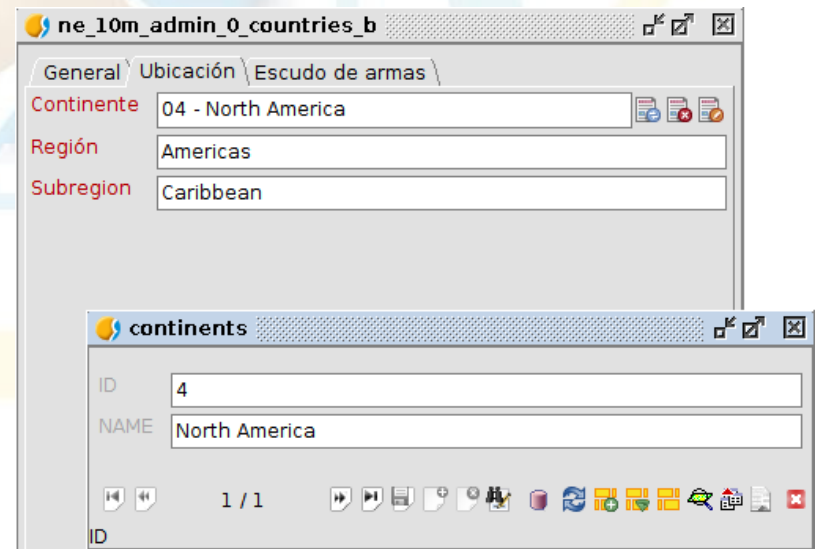 ne_10m_admin_0_countries_b
General Ubicación Escudo de armas
Continente 04 - North America
Región Americas
Subregion Caribbean
continents
ID 4
NAME North America
1 / 1
ID